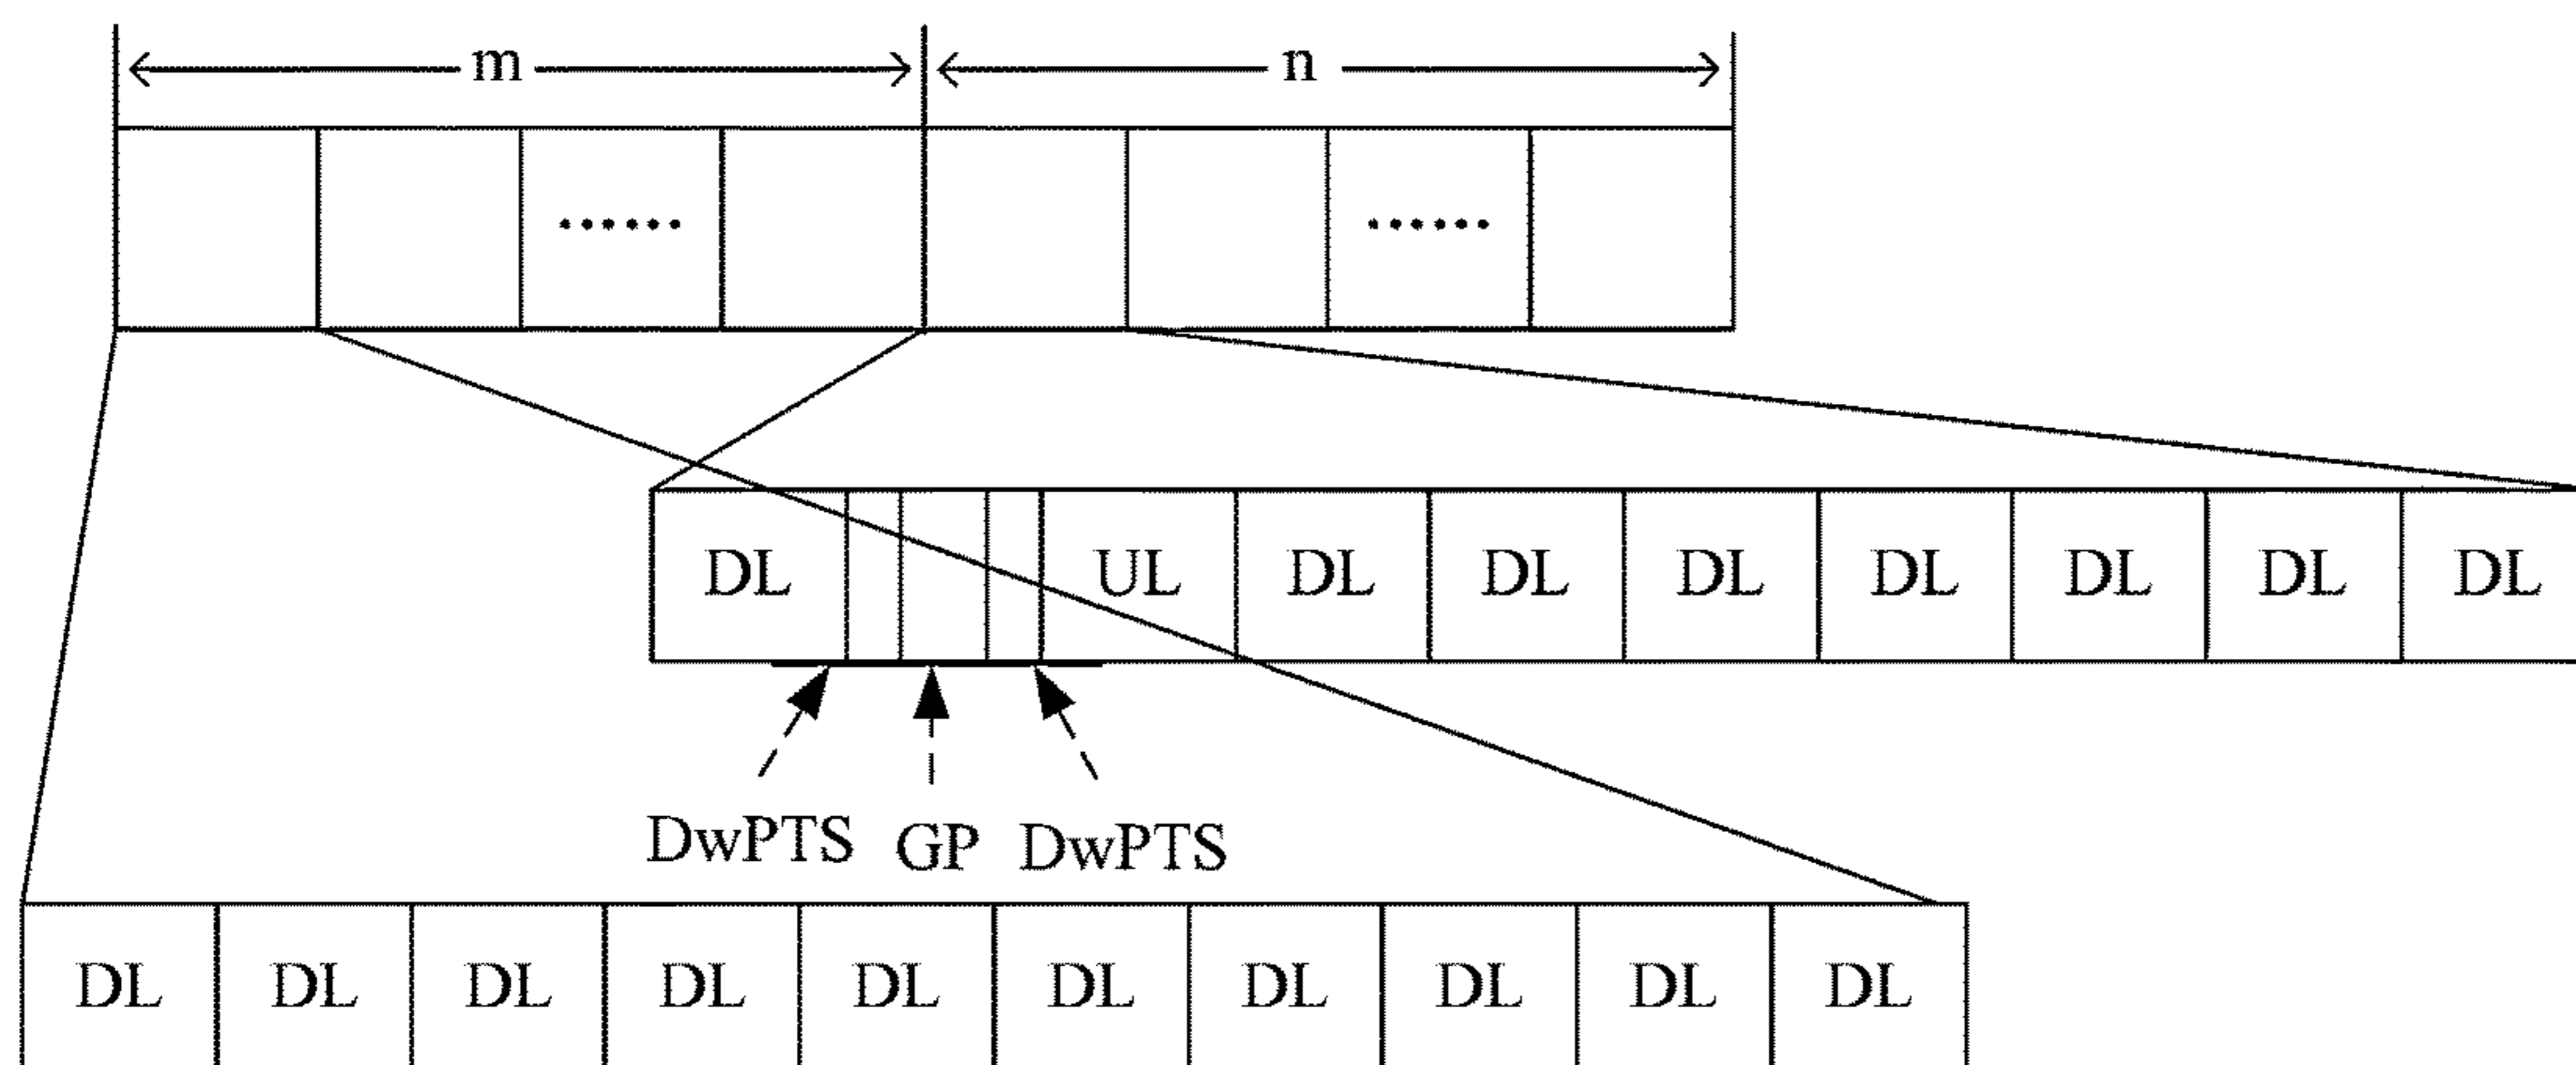 m n
...... ......
DL UL DL DL DL DL DL DL DL
DwPTS GP DwPTS
DL DL DL DL DL DL DL DL DL DL